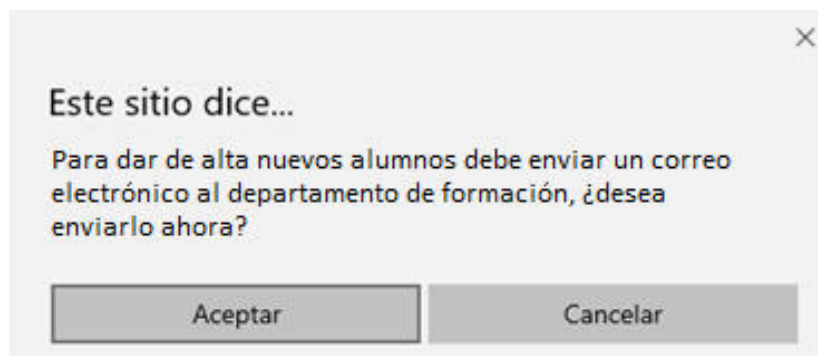 Este sitio dice...
Para dar de alta nuevos alumnos debe enviar un correo
electrónico al departamento de formación, ¿desea
enviarlo ahora?
Aceptar
Cancelar